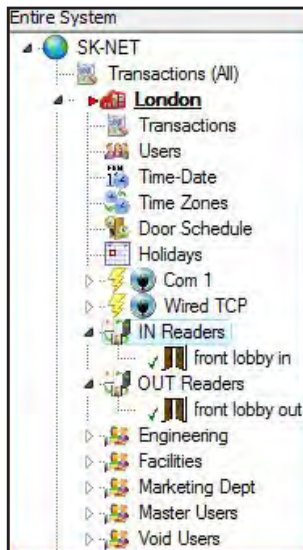 Entire System
SK-NET
Transactions (All)
London
Transactions
Users
Time-Date
Time Zones
Door Schedule
Holidays
Com 1
Wired TCP
IN Readers
front lobby in
OUT Readers
front lobby out
Engineering
Facilities
Marketing Dept
Master Users
Void Users